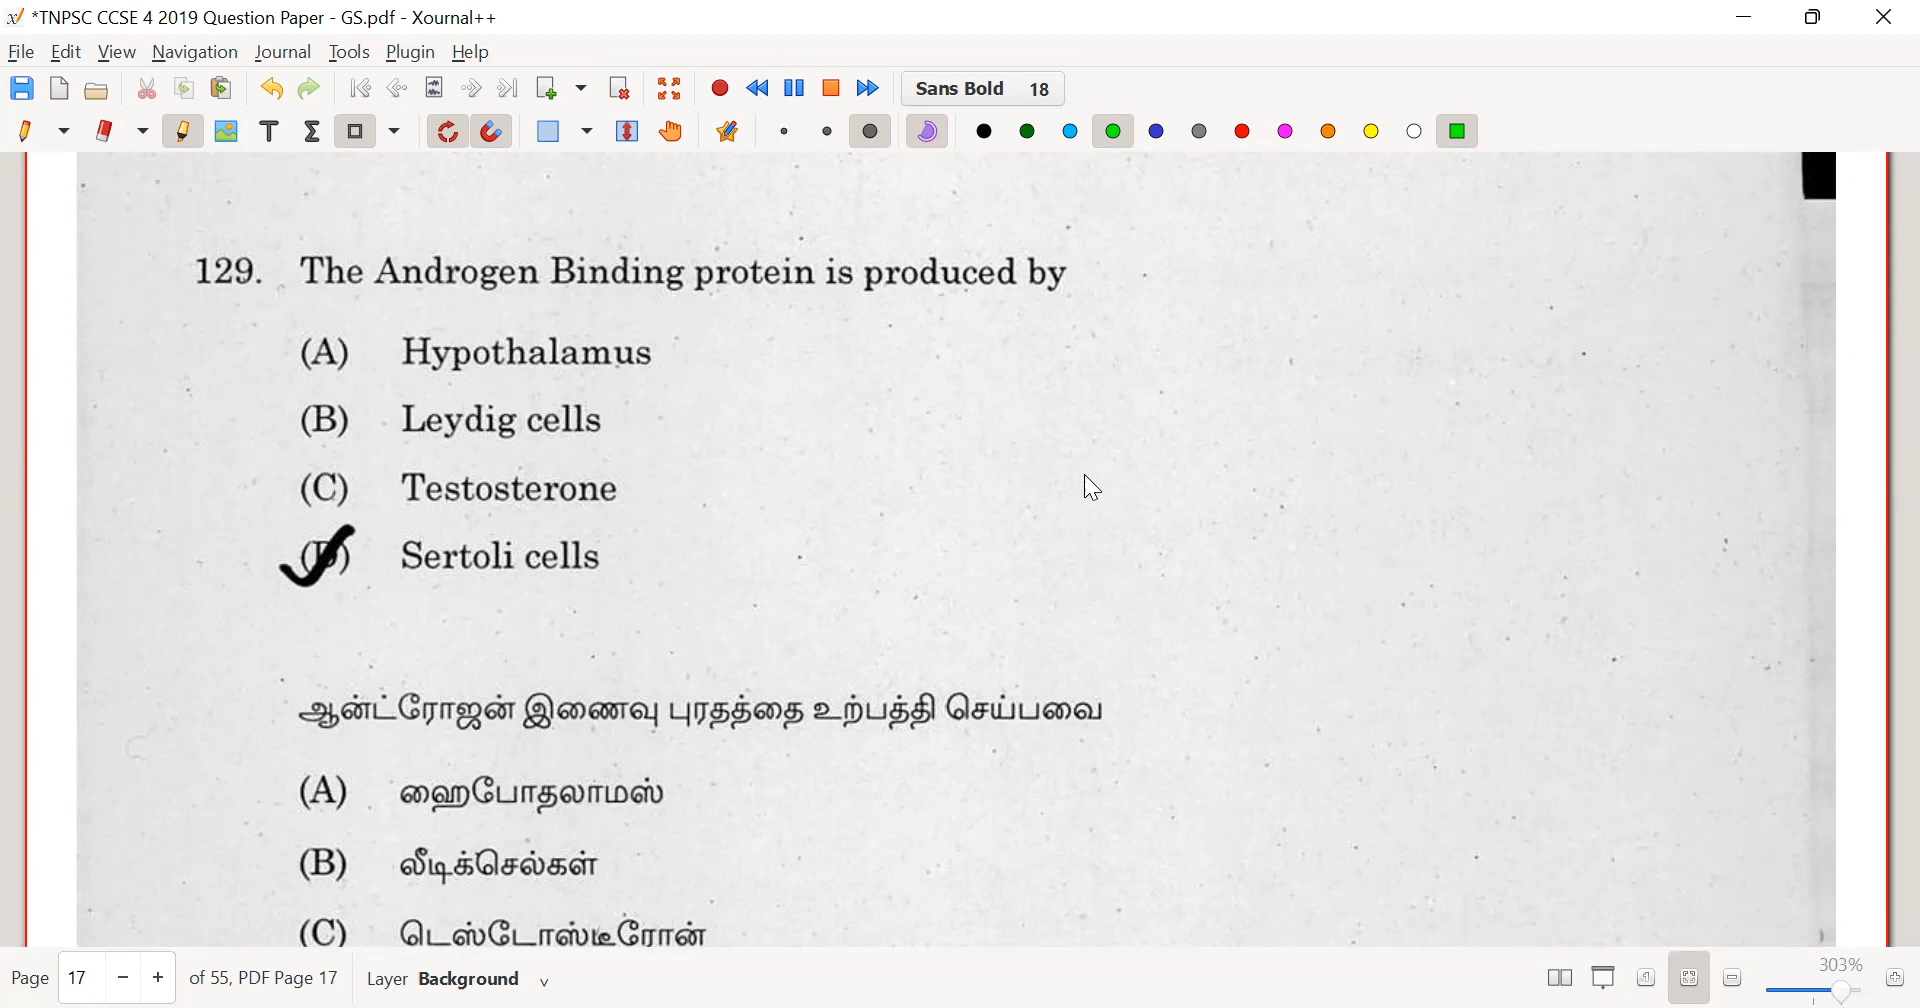 *TNPSC CCSE 4 2019 Question Paper - GS.pdf - Xournal++
File Edit View Navigation Journal Tools Plugin Help
Sans Bold 18
129. The Androgen Binding protein is produced by
(A) Hypothalamus
(B) Leydig cells
(C) Testosterone
(D) Sertoli cells
ஆன்ட்ரோஜன் இணைவு புரதத்தை உற்பத்தி செய்பவை
(A) ஹைபோதலாமஸ்
(B) லீடிக்செல்கள்
(C) டெஸ்டோஸ்டீரோன்
Page 17 of 55, PDF Page 17 Layer Background 303%